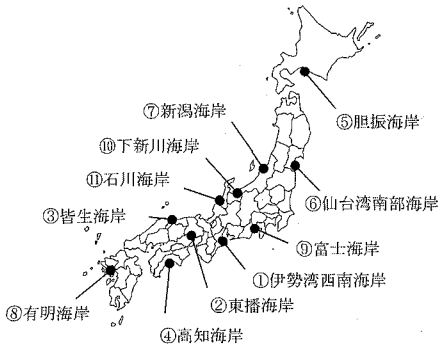 ⑦新潟海岸
⑤胆振海岸
⑩下新川海岸
⑪石川海岸
⑥仙台湾南部海岸
③皆生海岸
⑨富士海岸
①伊勢湾西南海岸
②東播海岸
⑧有明海岸
④高知海岸